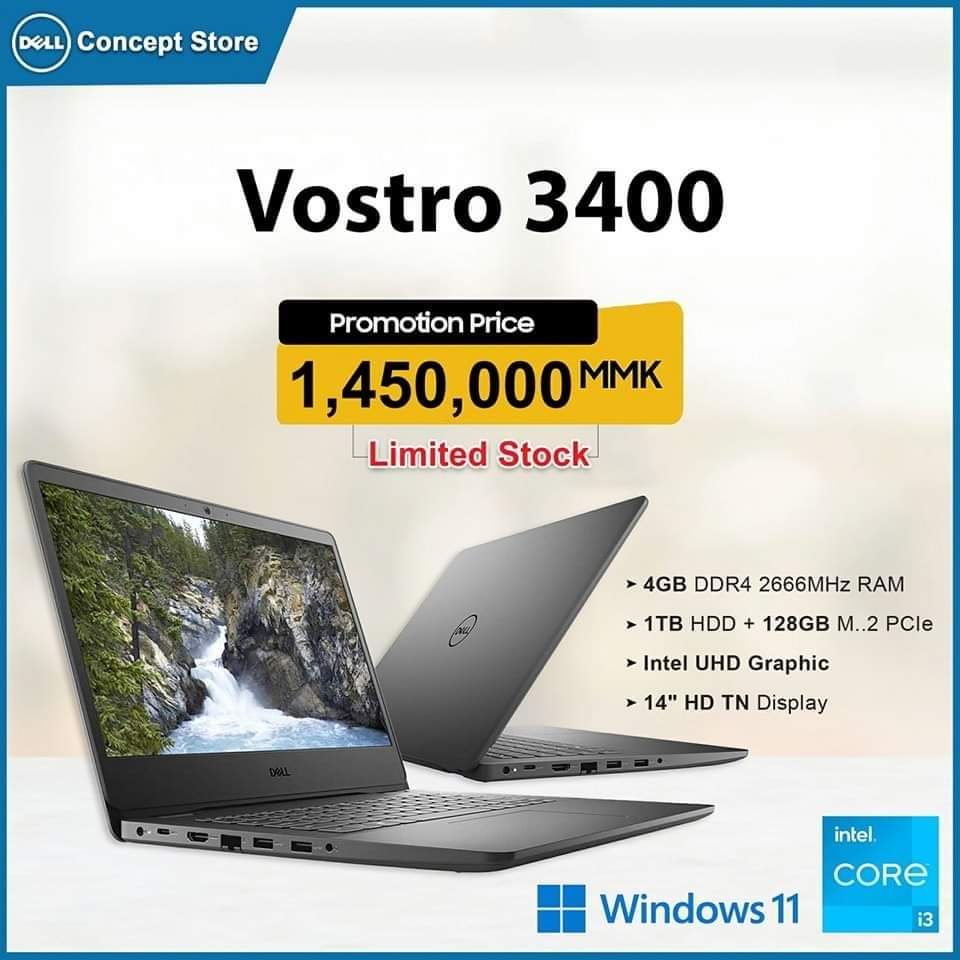 DELL Concept Store
Vostro 3400
Promotion Price
1,450,000 MMK
Limited Stock
4GB DDR4 2666MHz RAM
1TB HDD + 128GB M..2 PCIe
Intel UHD Graphic
14" HD TN Display
DELL
DELL
intel.
CORE
i3
Windows 11